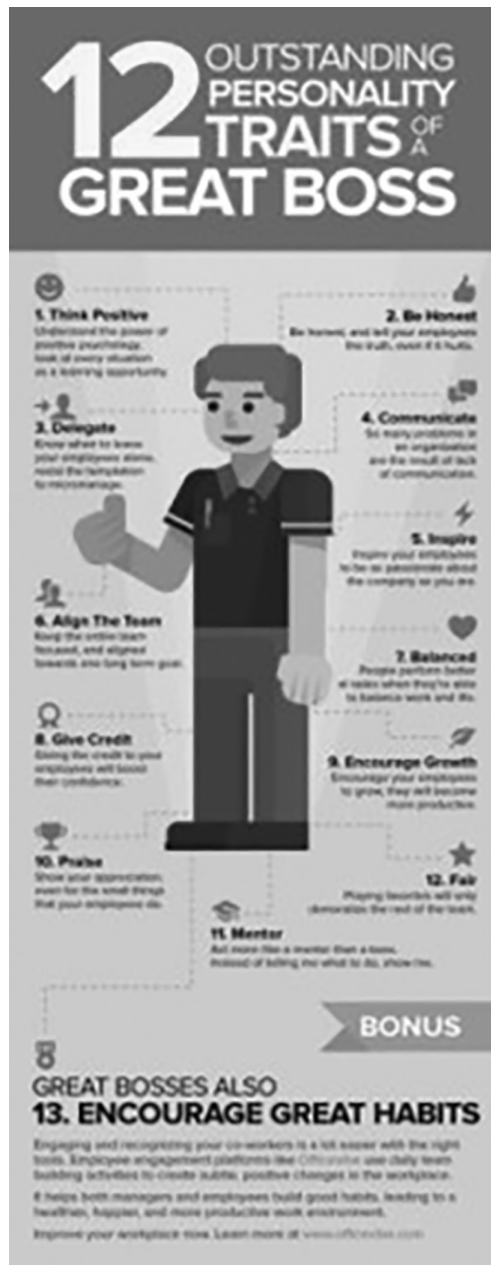 12 OUTSTANDING
PERSONALITY
TRAITS OF A
GREAT BOSS
1. Think Positive
Understand the power of
positive psychology,
look at every situation
as a learning opportunity.
2. Be Honest
Be honest, and tell your employees
the truth, even if it hurts.
3. Delegate
Know when to leave
your employees alone,
avoid the temptation
to micromanage.
4. Communicate
So many problems in
an organization
are the result of lack
of communication.
5. Inspire
Inspire your employees
to be as passionate about
the company as you are.
6. Align The Team
Keep the entire team
focused, and aligned
towards one long term goal.
7. Balanced
People perform better
at tasks when they're able
to balance work and life.
8. Give Credit
Giving the credit to your
employees will boost
their confidence.
9. Encourage Growth
Encourage your employees
to grow, they will become
more productive.
10. Praise
Show your appreciation,
even for the small things
that your employees do.
12. Fair
Playing favorites will only
demoralize the rest of the team.
11. Mentor
Act more like a mentor than a boss,
instead of telling me what to do, show me.
BONUS
GREAT BOSSES ALSO
13. ENCOURAGE GREAT HABITS
Engaging and recognizing your co-workers is a lot easier with the right
tools. Employee engagement platforms like Officevibe use daily team
building activities to create subtle, positive changes in the workplace.
It helps both managers and employees build good habits, leading to a
healthier, happier, and more productive work environment.
Improve your workplace now. Learn more at www.officevibe.com